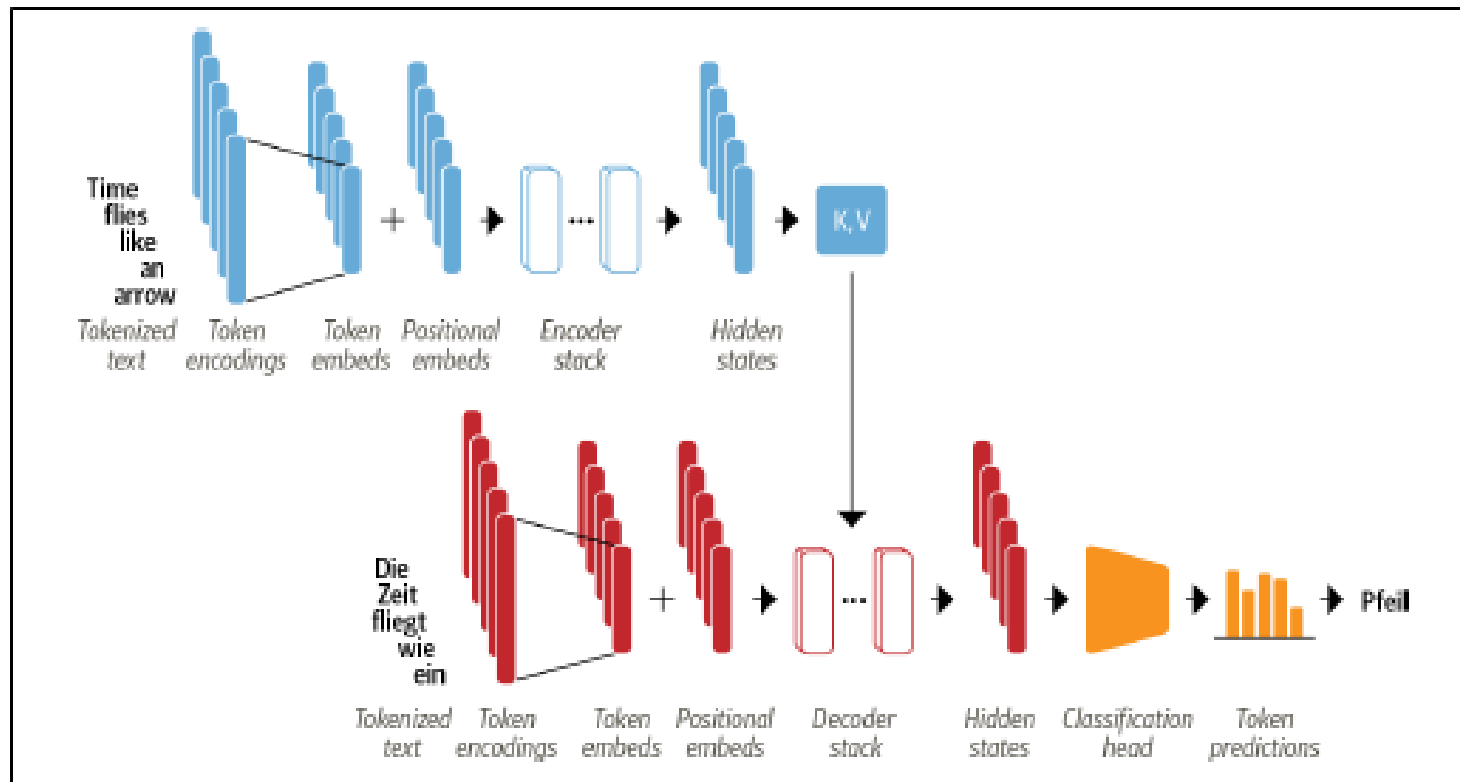 Time
flies
like
an
arrow
+
...
K, V
Tokenized text
Token encodings
Token embeds
Positional embeds
Encoder stack
Hidden states
Die
Zeit
fliegt
wie
ein
+
...
Pfeil
Tokenized text
Token encodings
Token embeds
Positional embeds
Decoder stack
Hidden states
Classification head
Token predictions